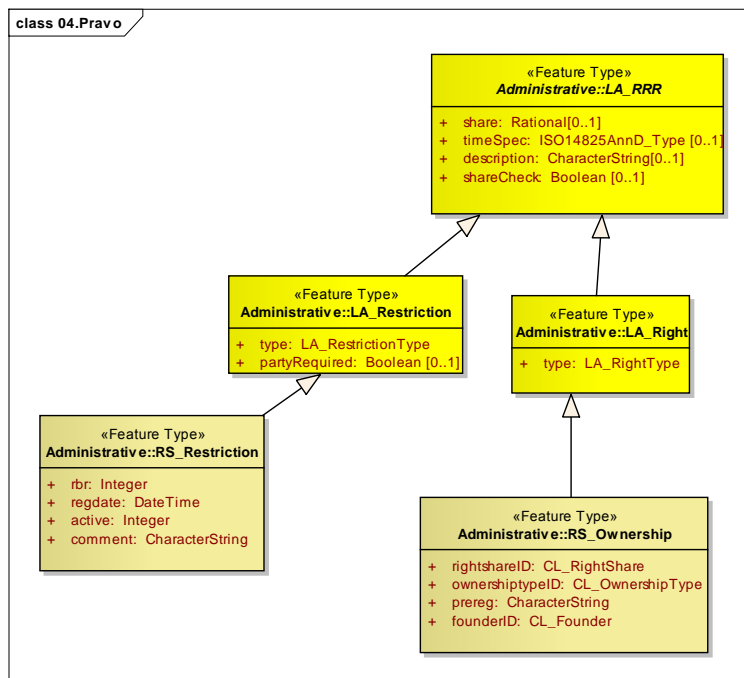 class 04.Pravo
«Feature Type»
Administrative::LA_RRR
+ share: Rational[0..1]
+ timeSpec: ISO14825AnnD_Type [0..1]
+ description: CharacterString[0..1]
+ shareCheck: Boolean [0..1]
«Feature Type»
Administrative::LA_Restriction
+ type: LA_RestrictionType
+ partyRequired: Boolean [0..1]
«Feature Type»
Administrative::LA_Right
+ type: LA_RightType
«Feature Type»
Administrative::RS_Restriction
+ rbr: Integer
+ regdate: DateTime
+ active: Integer
+ comment: CharacterString
«Feature Type»
Administrative::RS_Ownership
+ rightshareID: CL_RightShare
+ ownershiptypeID: CL_OwnershipType
+ prereg: CharacterString
+ founderID: CL_Founder